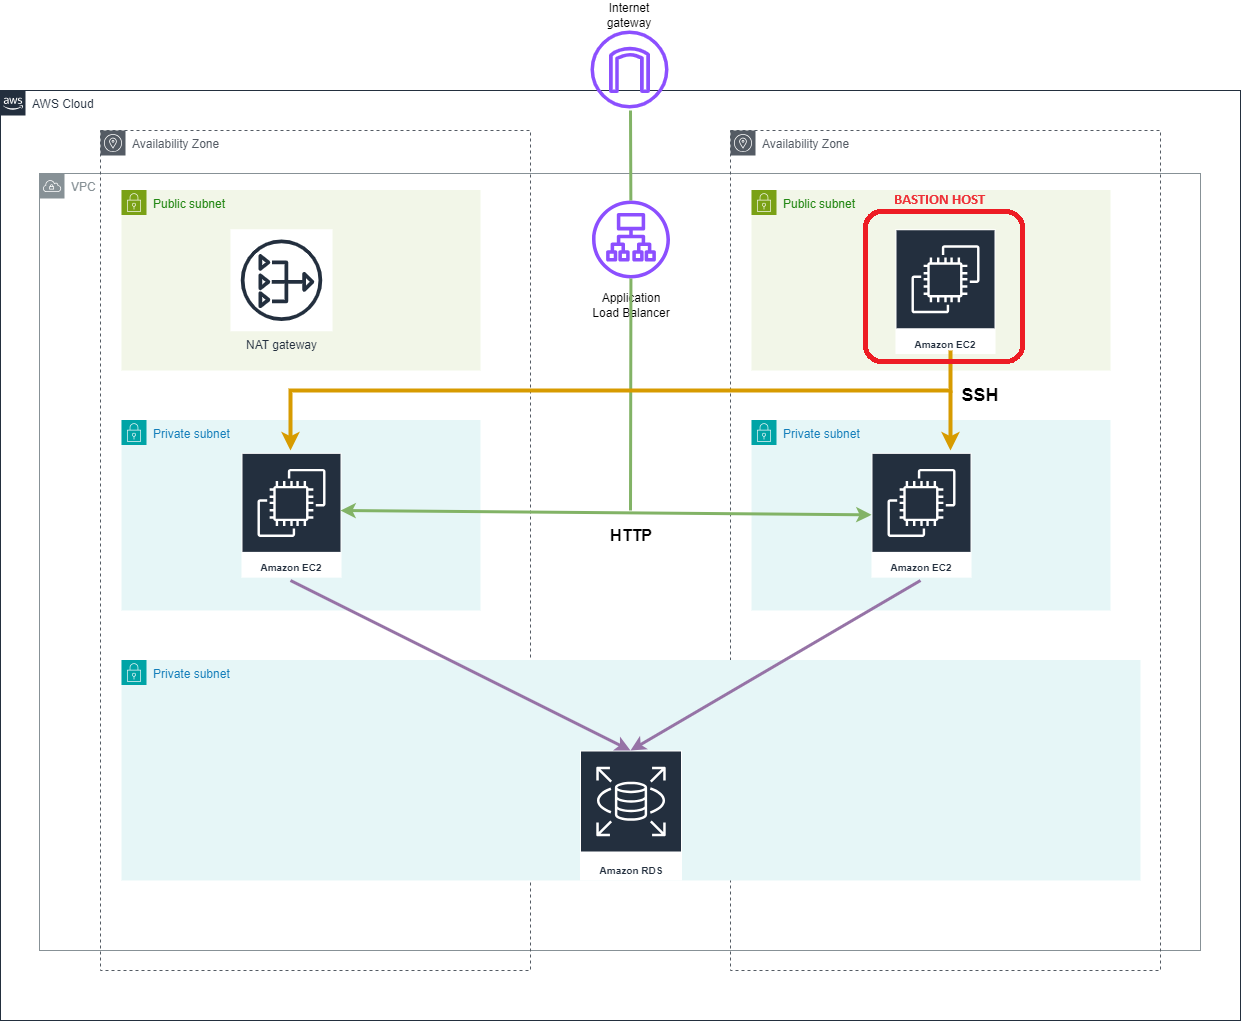 Internet
gateway
aws
AWS Cloud
Availability Zone
Availability Zone
VPC
Public subnet
Public subnet
BASTION HOST
NAT gateway
Application
Load Balancer
Amazon EC2
SSH
Private subnet
Private subnet
HTTP
Amazon EC2
Amazon EC2
Private subnet
Amazon RDS